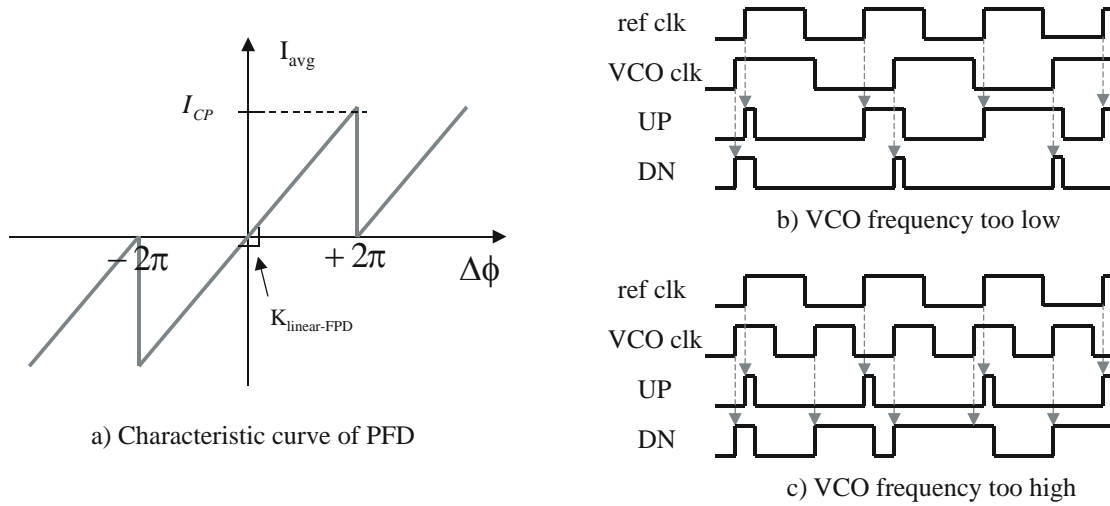 I_avg
I_CP
− 2π
+ 2π
Δϕ
K_linear-FPD
a) Characteristic curve of PFD
ref clk
VCO clk
UP
DN
b) VCO frequency too low
ref clk
VCO clk
UP
DN
c) VCO frequency too high